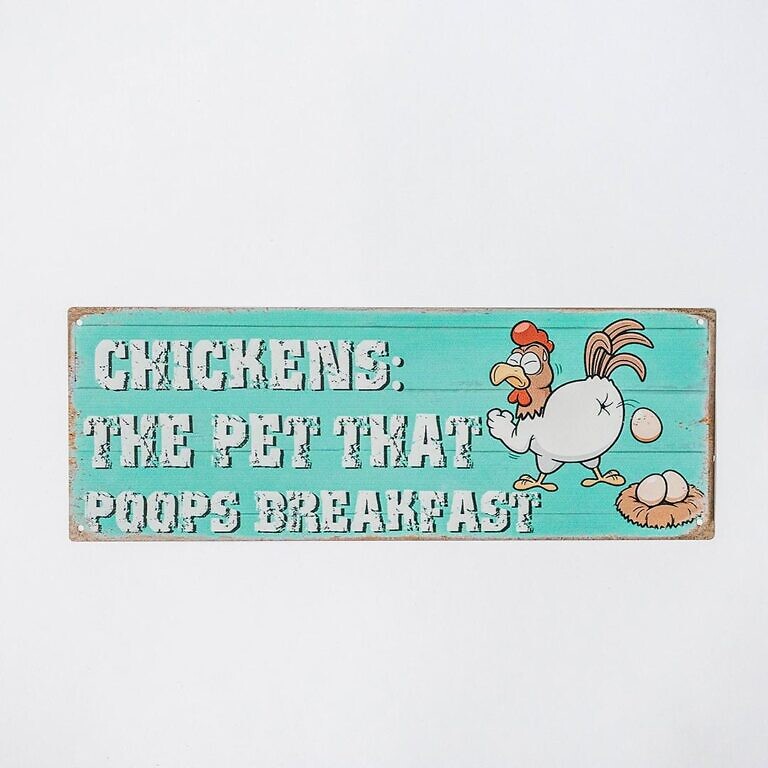 CHICKENS:
THE PET THAT
POOPS BREAKFAST